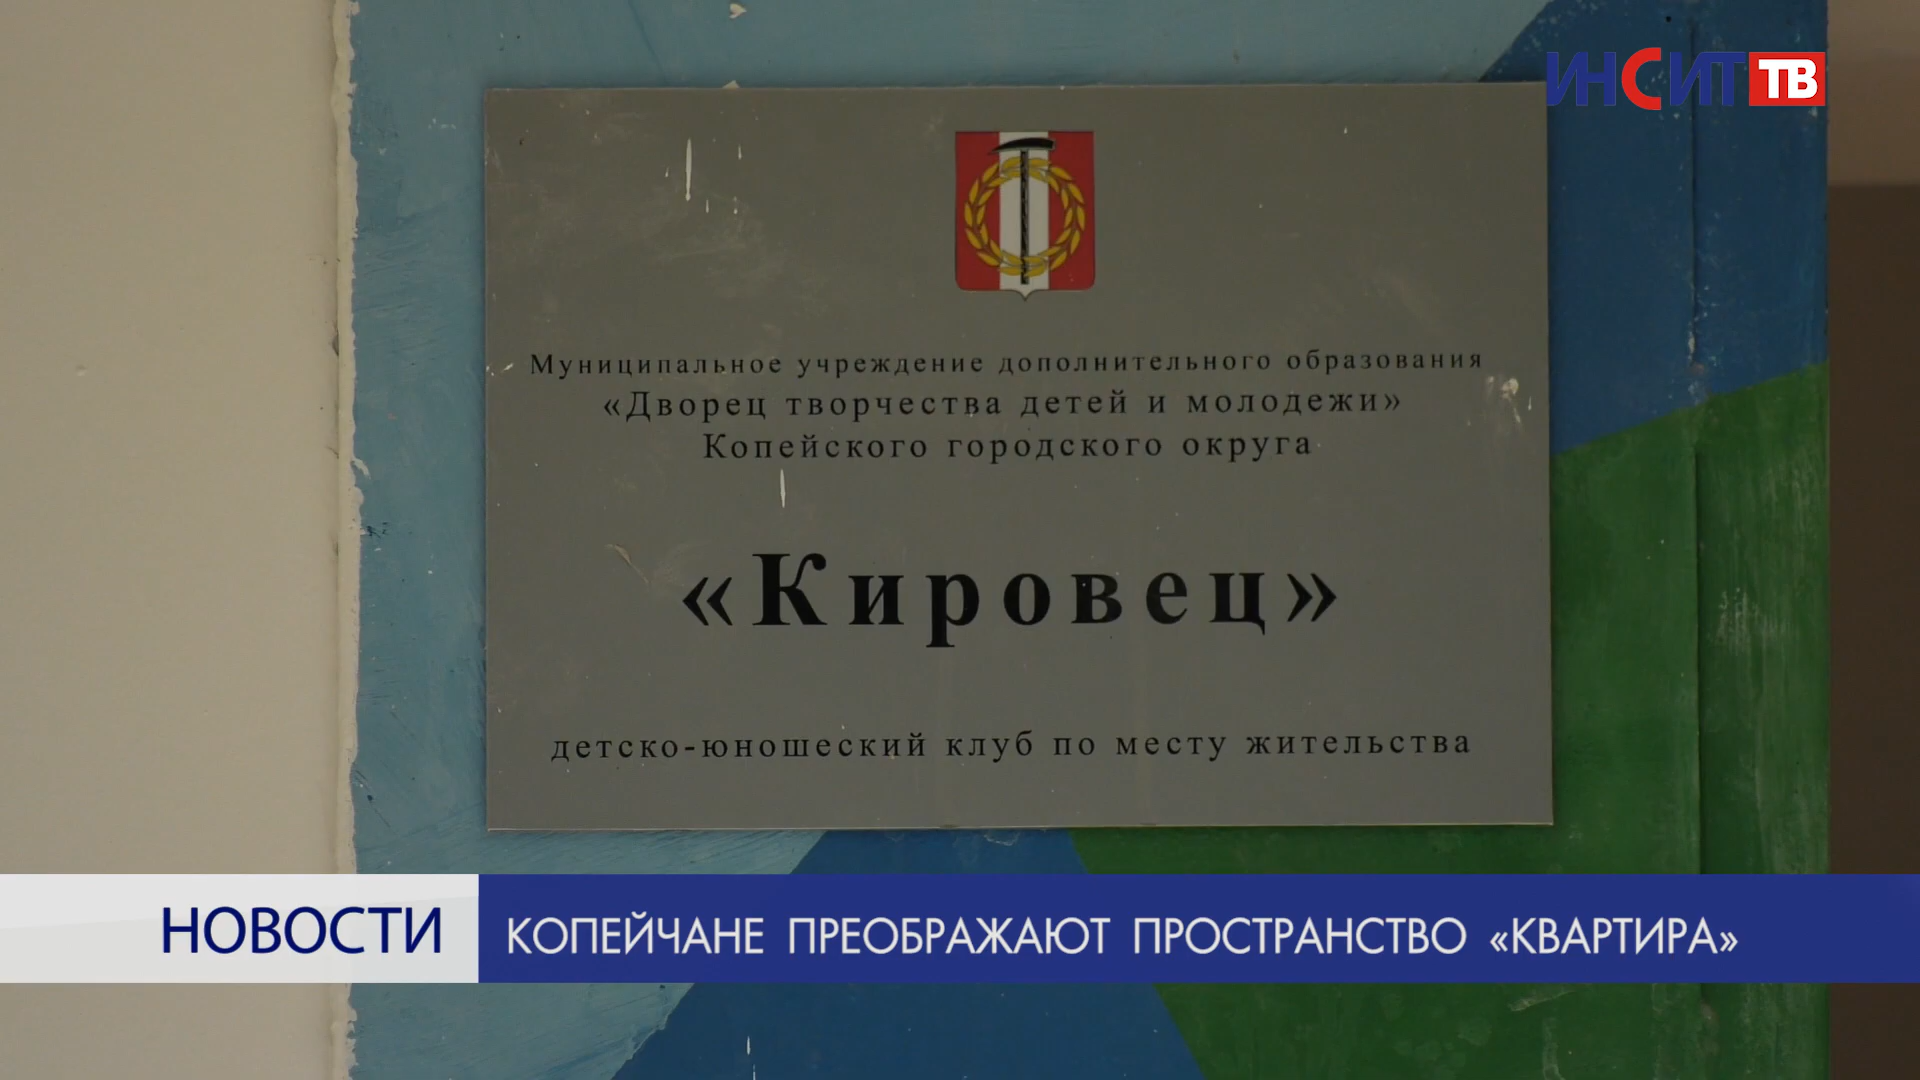 ИНСИТ ТВ
Муниципальное учреждение дополнительного образования
«Дворец творчества детей и молодежи»
Копейского городского округа
«Кировец»
детско-юношеский клуб по месту жительства
НОВОСТИ
КОПЕЙЧАНЕ ПРЕОБРАЖАЮТ ПРОСТРАНСТВО «КВАРТИРА»